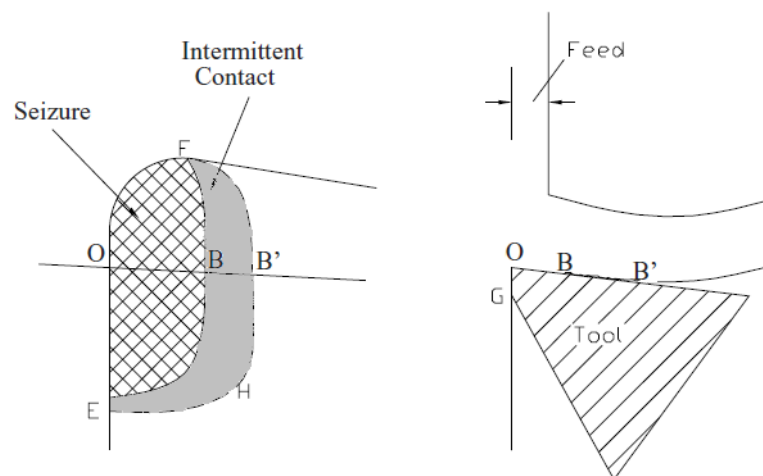 Intermittent
Contact
Seizure
F
O
B
B'
E
H
Feed
O
B
B'
G
Tool